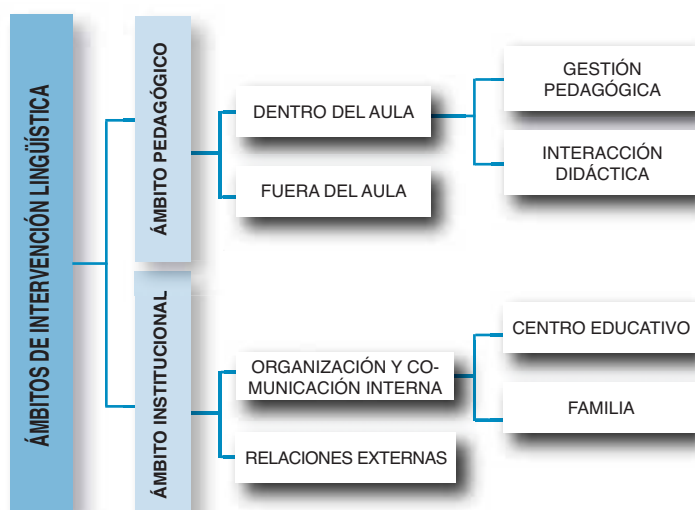 ÁMBITOS DE INTERVENCIÓN LINGÜÍSTICA
ÁMBITO PEDAGÓGICO
DENTRO DEL AULA
GESTIÓN
PEDAGÓGICA
INTERACCIÓN
DIDÁCTICA
FUERA DEL AULA
ÁMBITO INSTITUCIONAL
ORGANIZACIÓN Y CO-
MUNICACIÓN INTERNA
CENTRO EDUCATIVO
FAMILIA
RELACIONES EXTERNAS